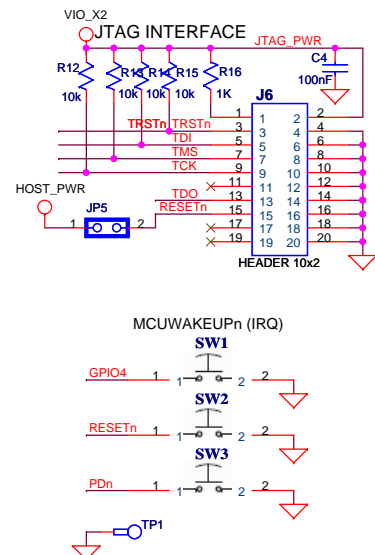 VIO_X2
JTAG INTERFACE
JTAG_PWR
R12 R13 R14 R15 R16 C4
10k 10k 10k 10k 1K 100nF
J6
1 1 2 2
TRSTn TRSTn 3 3 4 4
TDI 5 5 6 6
TMS 7 7 8 8
TCK 9 9 10 10
11 11 12 12
TDO 13 13 14 14
RESETn 15 15 16 16
17 17 18 18
19 19 20 20
HEADER 10x2
HOST_PWR
JP5
1 2
MCUWAKEUPn (IRQ)
SW1
GPIO4 1 1 2 2
SW2
RESETn 1 1 2 2
SW3
PDn 1 1 2 2
TP1